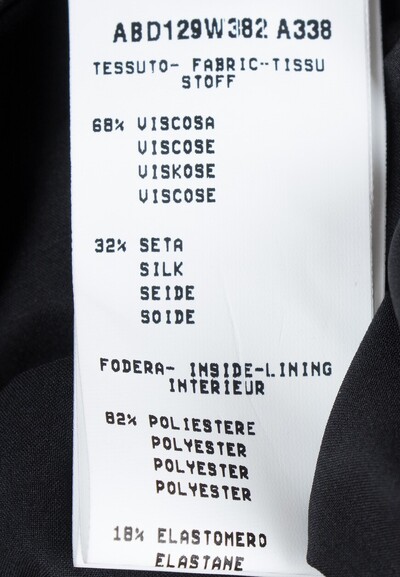 ABD129W382 A338
TESSUTO- FABRIC--TISSU
STOFF
68% VISCOSA
VISCOSE
VISKOSE
VISCOSE
32% SETA
SILK
SEIDE
SOIDE
FODERA- INSIDE-LINING
INTERIEUR
82% POLIESTERE
POLYESTER
POLYESTER
POLYESTER
18% ELASTOMERO
ELASTANE